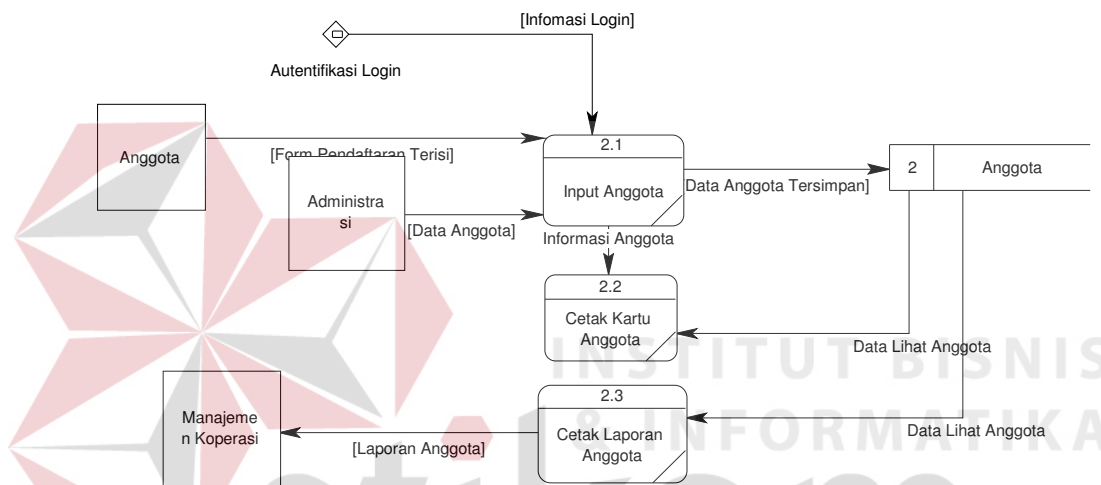 [Infomasi Login]
Autentifikasi Login
Anggota
[Form Pendaftaran Terisi]
2.1
Input Anggota
[Data Anggota Tersimpan]
2
Anggota
Administra
si
[Data Anggota]
Informasi Anggota
2.2
Cetak Kartu
Anggota
Data Lihat Anggota
INSTITUT BISNIS
& INFORMATIKA
Manajeme
n Koperasi
[Laporan Anggota]
2.3
Cetak Laporan
Anggota
Data Lihat Anggota